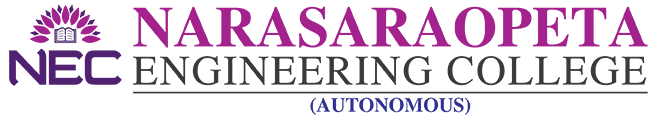 NEC
NARASARAOPETA
ENGINEERING COLLEGE
(AUTONOMOUS)